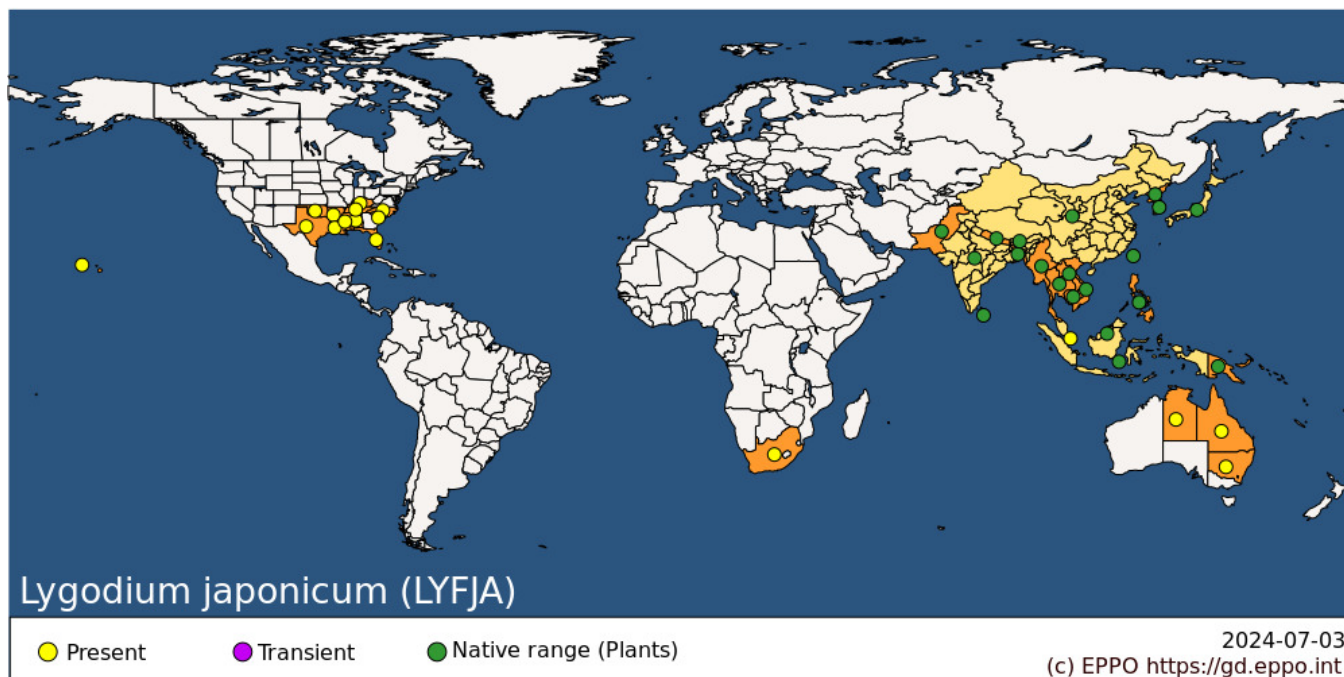 Lygodium japonicum (LYFJA)
Present
Transient
Native range (Plants)
2024-07-03
(c) EPPO https://gd.eppo.int